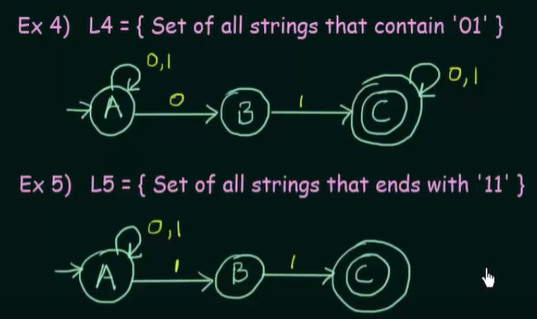 Ex 4) L4 = { Set of all strings that contain '01' }
0,1
0,1
A 0 B 1 C
Ex 5) L5 = { Set of all strings that ends with '11' }
0,1
A 1 B 1 C